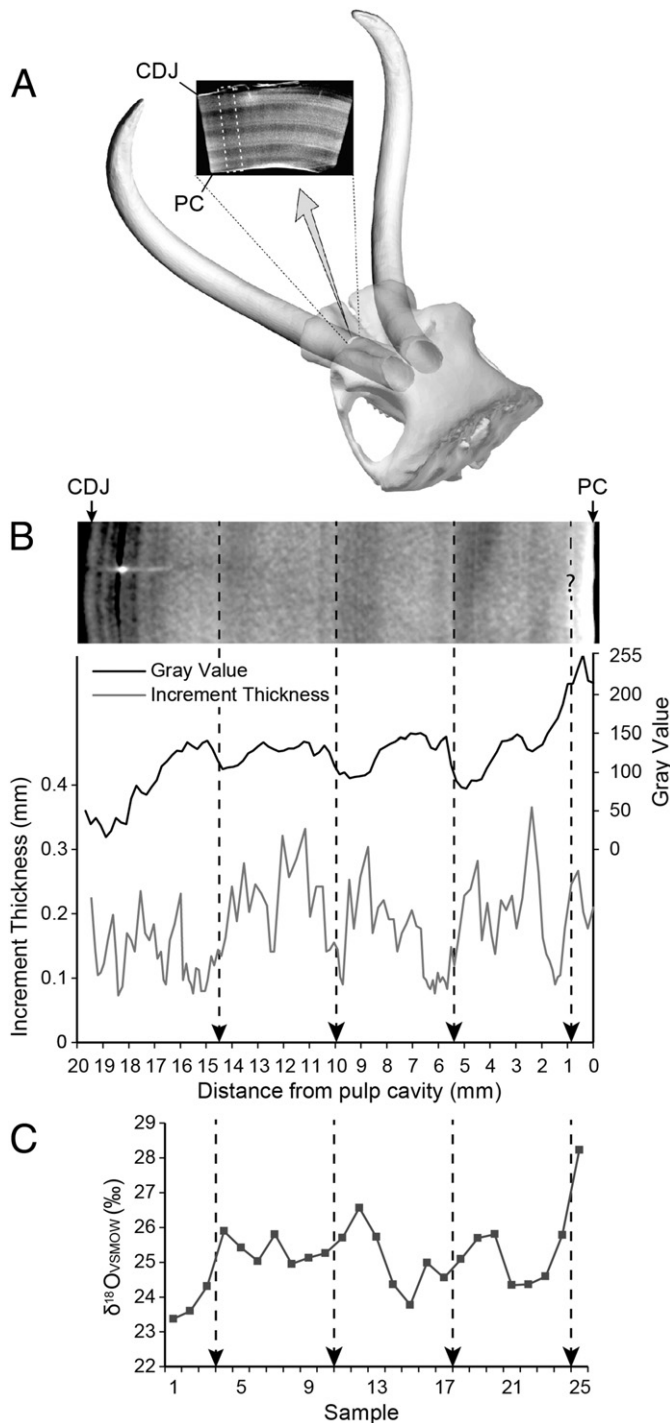 A
CDJ
PC
CDJ PC
B
?
Gray Value
Increment Thickness
255
200
150
100
50
0
Gray Value
0.4
0.3
0.2
0.1
0
Increment Thickness (mm)
20 19 18 17 16 15 14 13 12 11 10 9 8 7 6 5 4 3 2 1 0
Distance from pulp cavity (mm)
C
29
28
27
26
25
24
23
22
δ¹⁸OVSMOW (‰)
1 5 9 13 17 21 25
Sample